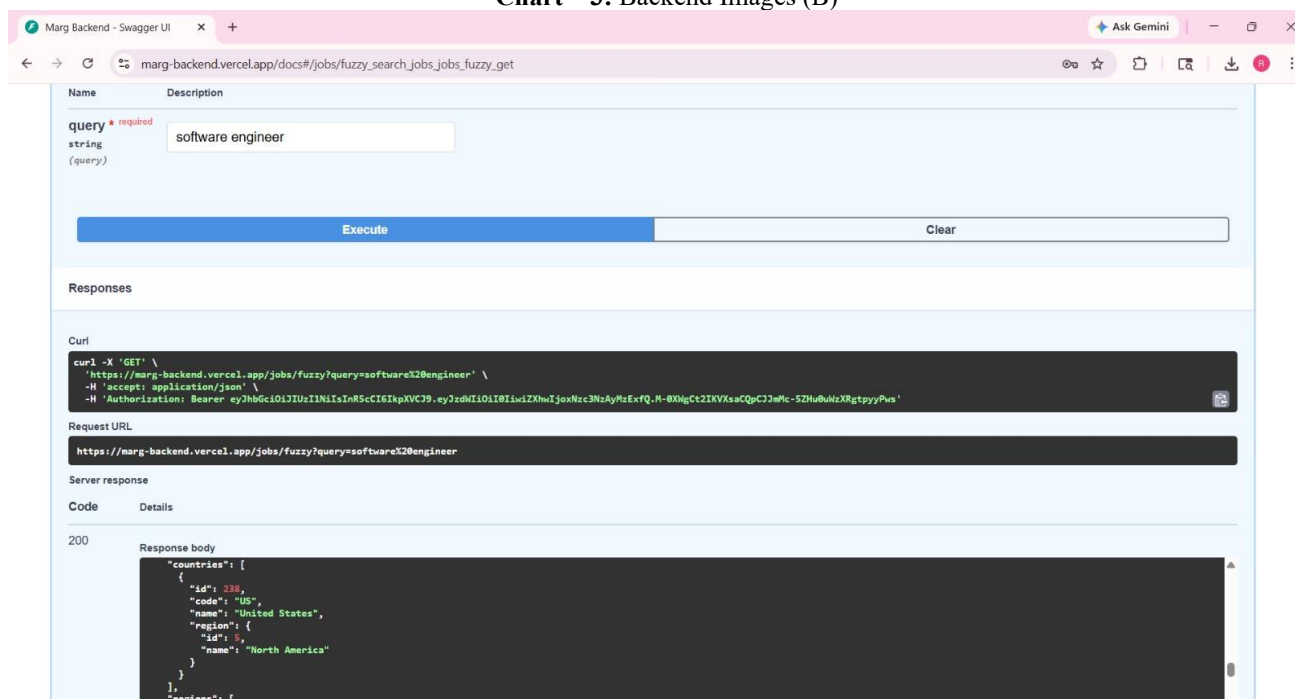 Chart – 3: Backend Images (B)
Marg Backend - Swagger UI
Ask Gemini
marg-backend.vercel.app/docs#/jobs/fuzzy_search_jobs_jobs_fuzzy_get
R
Name Description
query * required
string
(query)
software engineer
Execute Clear
Responses
Curl
curl -X 'GET' \
'https://marg-backend.vercel.app/jobs/fuzzy?query=software%20engineer' \
-H 'accept: application/json' \
-H 'Authorization: Bearer
Request URL
https://marg-backend.vercel.app/jobs/fuzzy?query=software%20engineer
Server response
Code Details
200
Response body
"countries": [
{
"id": 238,
"code": "US",
"name": "United States",
"region": {
"id": 5,
"name": "North America"
}
}
],
"regions": [